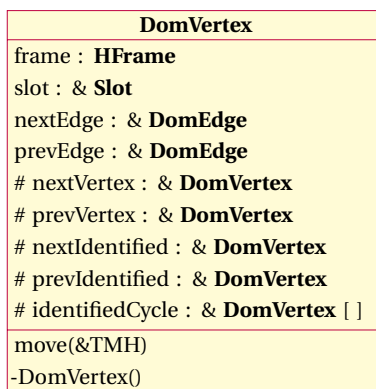 DomVertex
frame : HFrame
slot : & Slot
nextEdge : & DomEdge
prevEdge : & DomEdge
# nextVertex : & DomVertex
# prevVertex : & DomVertex
# nextIdentified : & DomVertex
# prevIdentified : & DomVertex
# identifiedCycle : & DomVertex [ ]
move(&TMH)
-DomVertex()